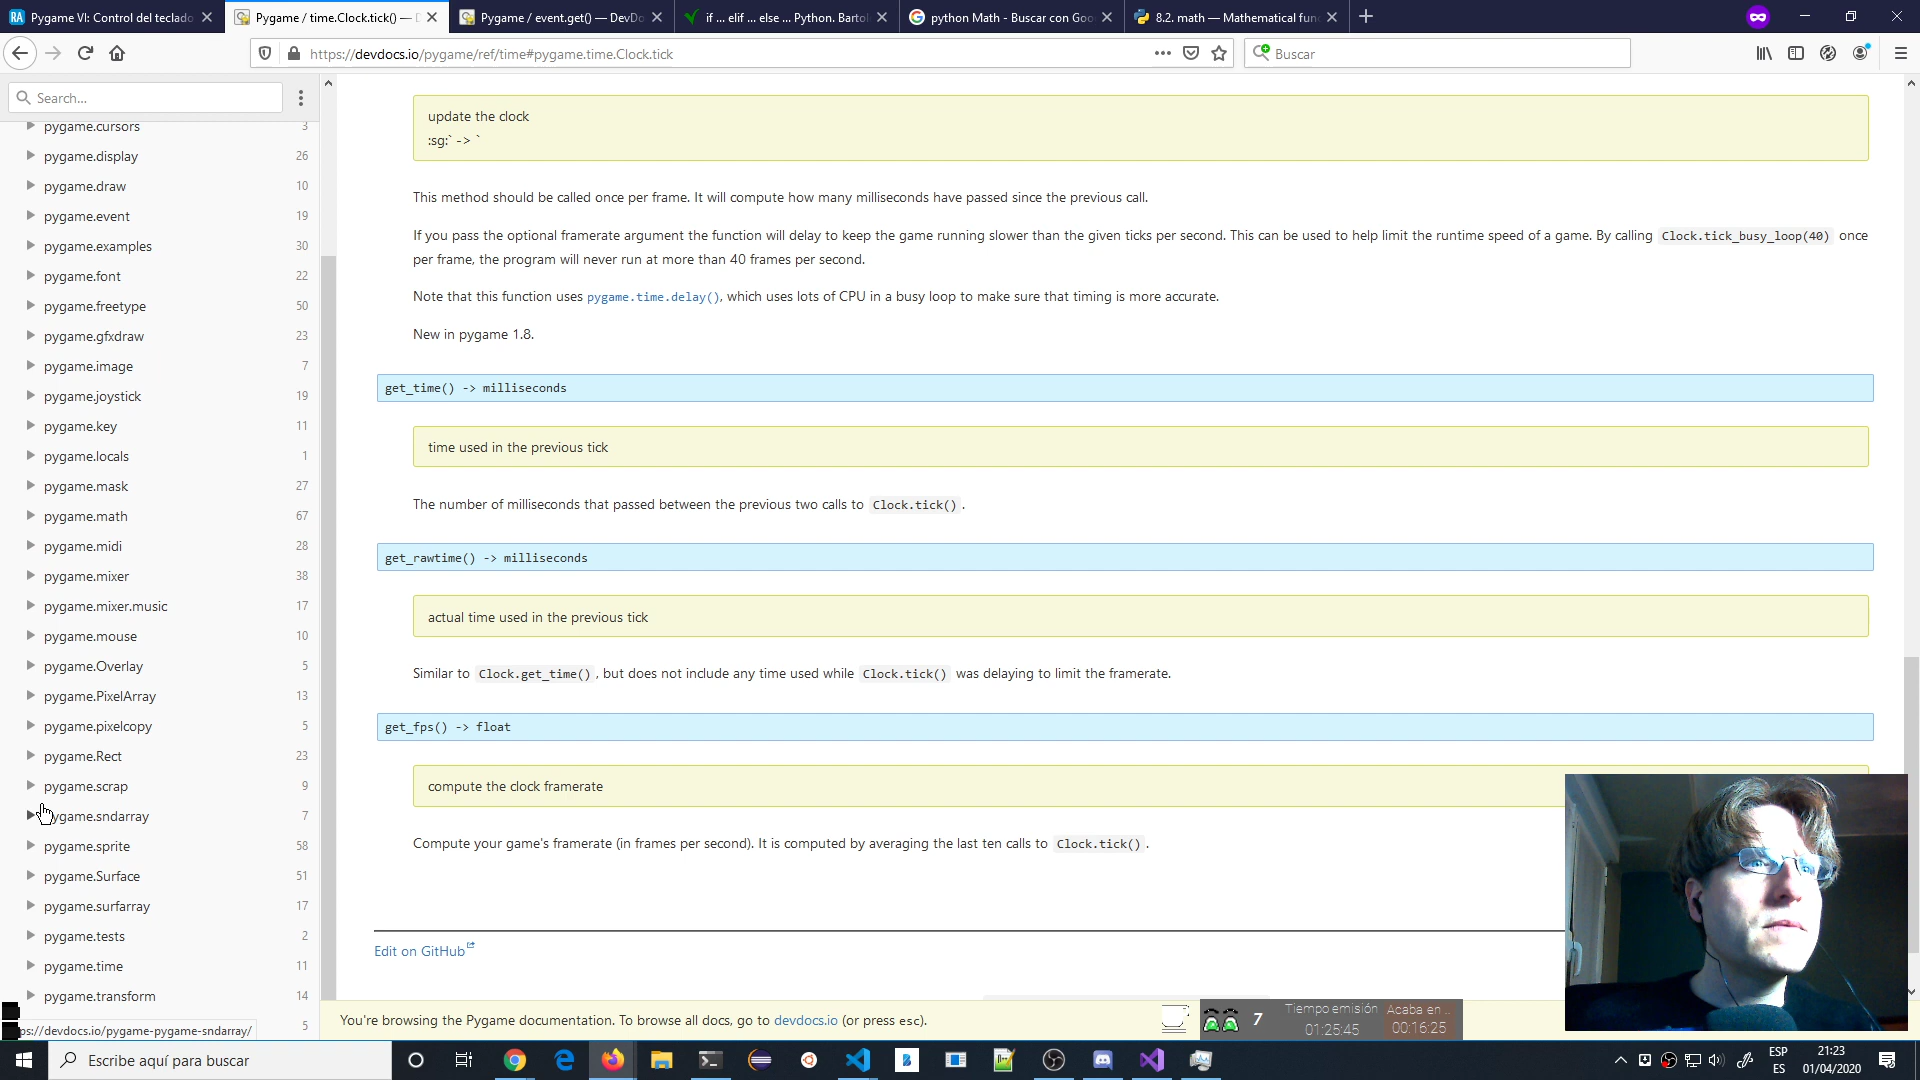 Pygame VI: Control del teclado
Pygame / time.Clock.tick() — D
Pygame / event.get() — DevDo
if ... elif ... else ... Python. Bartol
python Math - Buscar con Goo
8.2. math — Mathematical fun
https://devdocs.io/pygame/ref/time#pygame.time.Clock.tick
Buscar
Search...
pygame.cursors 3
pygame.display 26
pygame.draw 10
pygame.event 19
pygame.examples 30
pygame.font 22
pygame.freetype 50
pygame.gfxdraw 23
pygame.image 7
pygame.joystick 19
pygame.key 11
pygame.locals 1
pygame.mask 27
pygame.math 67
pygame.midi 28
pygame.mixer 38
pygame.mixer.music 17
pygame.mouse 10
pygame.Overlay 5
pygame.PixelArray 13
pygame.pixelcopy 5
pygame.Rect 23
pygame.scrap 9
pygame.sndarray 7
pygame.sprite 58
pygame.Surface 51
pygame.surfarray 17
pygame.tests 2
pygame.time 11
pygame.transform 14
5
ps://devdocs.io/pygame-pygame-sndarray/
update the clock
:sg:` -> `
This method should be called once per frame. It will compute how many milliseconds have passed since the previous call.
If you pass the optional framerate argument the function will delay to keep the game running slower than the given ticks per second. This can be used to help limit the runtime speed of a game. By calling Clock.tick_busy_loop(40) once
per frame, the program will never run at more than 40 frames per second.
Note that this function uses pygame.time.delay(), which uses lots of CPU in a busy loop to make sure that timing is more accurate.
New in pygame 1.8.
get_time() -> milliseconds
time used in the previous tick
The number of milliseconds that passed between the previous two calls to Clock.tick() .
get_rawtime() -> milliseconds
actual time used in the previous tick
Similar to Clock.get_time() , but does not include any time used while Clock.tick() was delaying to limit the framerate.
get_fps() -> float
compute the clock framerate
Compute your game's framerate (in frames per second). It is computed by averaging the last ten calls to Clock.tick() .
Edit on GitHub
You're browsing the Pygame documentation. To browse all docs, go to devdocs.io (or press esc).
7
Tiempo emisión
01:25:45
Acaba en ..
00:16:25
Escribe aquí para buscar
ESP
ES
21:23
01/04/2020